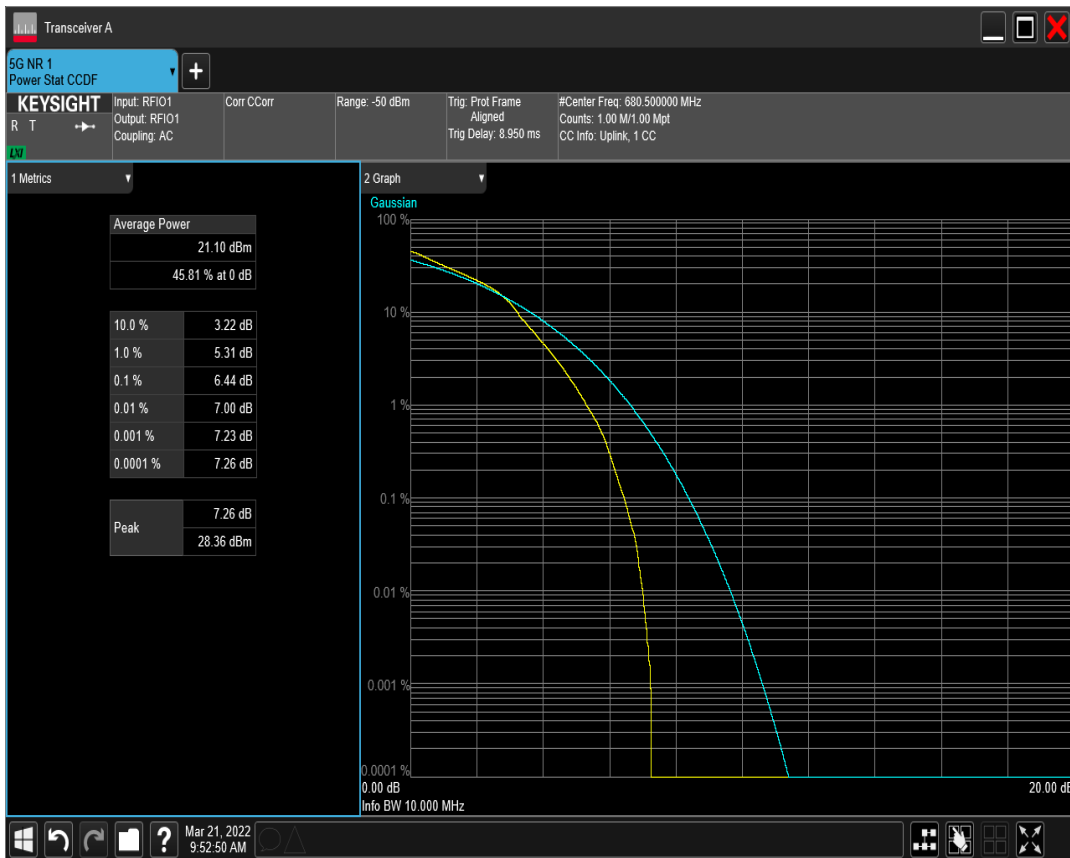 Transceiver A
5G NR 1
Power Stat CCDF
KEYSIGHT
R T
LXI
Input: RFIO1
Output: RFIO1
Coupling: AC
Corr CCorr
Range: -50 dBm
Trig: Prot Frame
Aligned
Trig Delay: 8.950 ms
#Center Freq: 680.500000 MHz
Counts: 1.00 M/1.00 Mpt
CC Info: Uplink, 1 CC
1 Metrics
Average Power
21.10 dBm
45.81 % at 0 dB
10.0 % 3.22 dB
1.0 % 5.31 dB
0.1 % 6.44 dB
0.01 % 7.00 dB
0.001 % 7.23 dB
0.0001 % 7.26 dB
Peak
7.26 dB
28.36 dBm
2 Graph
Gaussian
100 %
10 %
1 %
0.1 %
0.01 %
0.001 %
0.0001 %
0.00 dB 20.00 dB
Info BW 10.000 MHz
?
Mar 21, 2022
9:52:50 AM